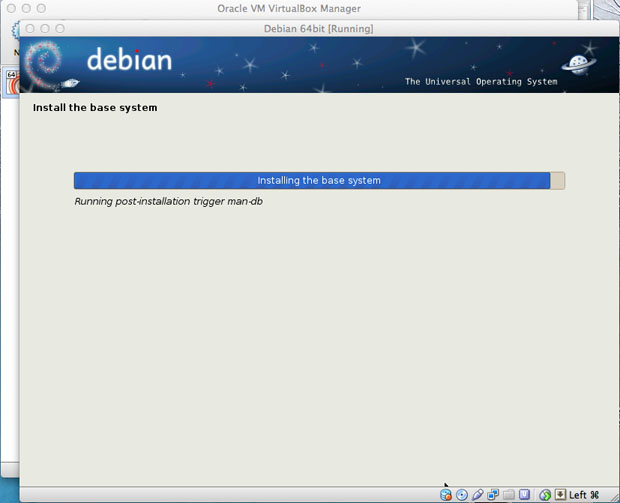 Oracle VM VirtualBox Manager
Debian 64bit [Running]
debian
The Universal Operating System
64
Install the base system
Installing the base system
Running post-installation trigger man-db
Left ⌘